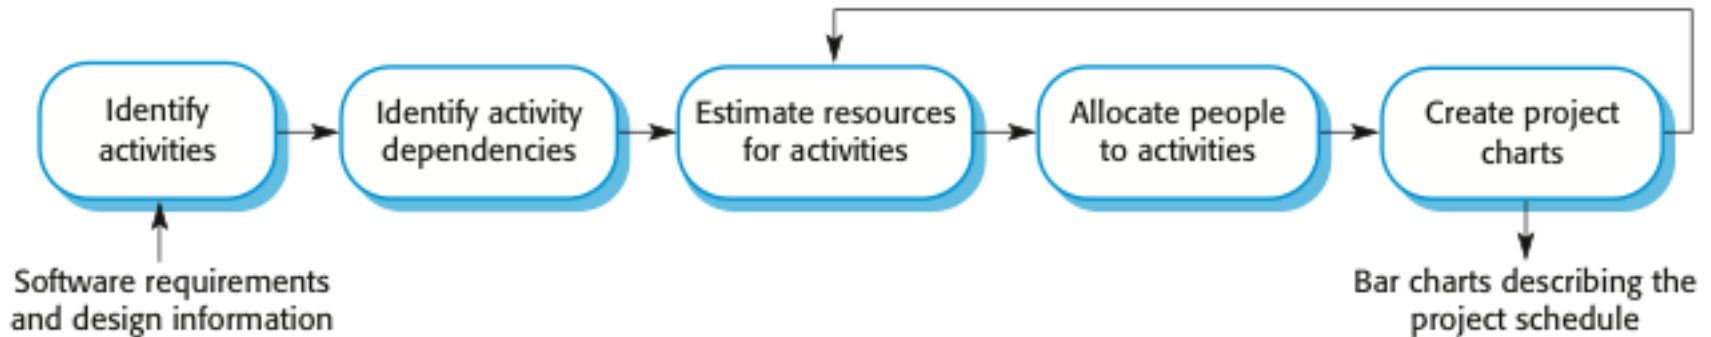 Identify
activities
Identify activity
dependencies
Estimate resources
for activities
Allocate people
to activities
Create project
charts
Software requirements
and design information
Bar charts describing the
project schedule